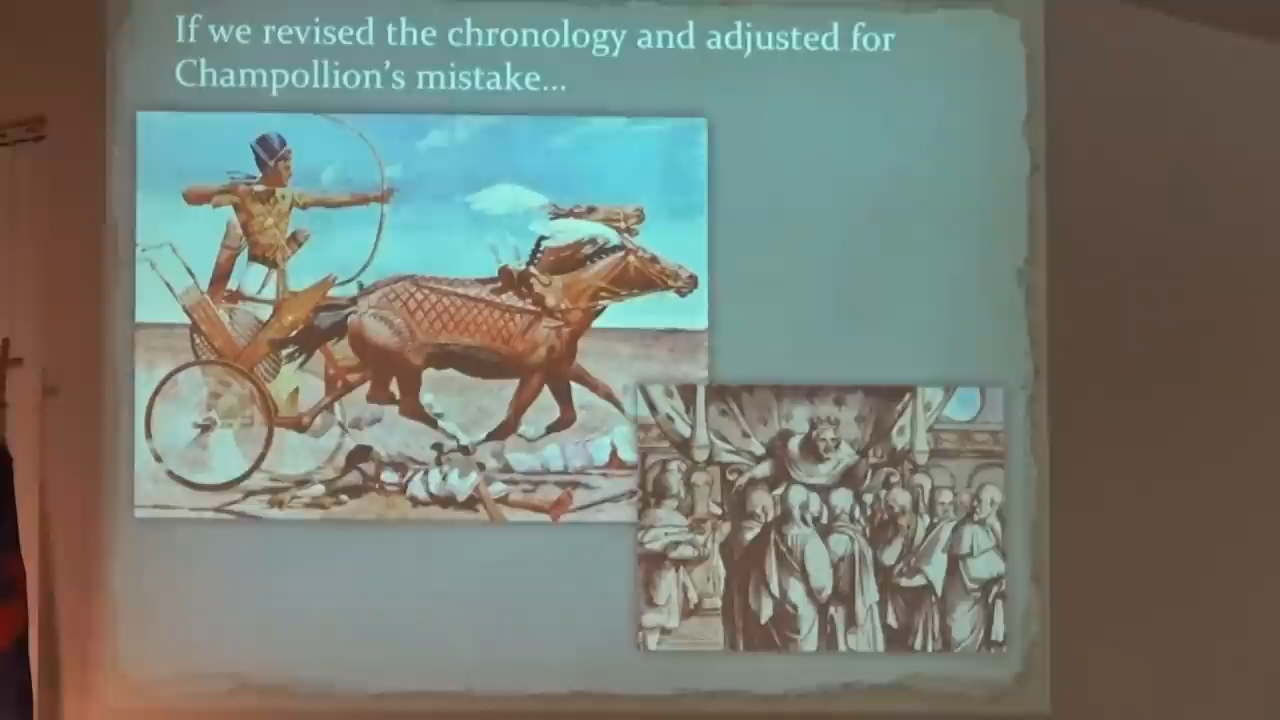 If we revised the chronology and adjusted for
Champollion's mistake...